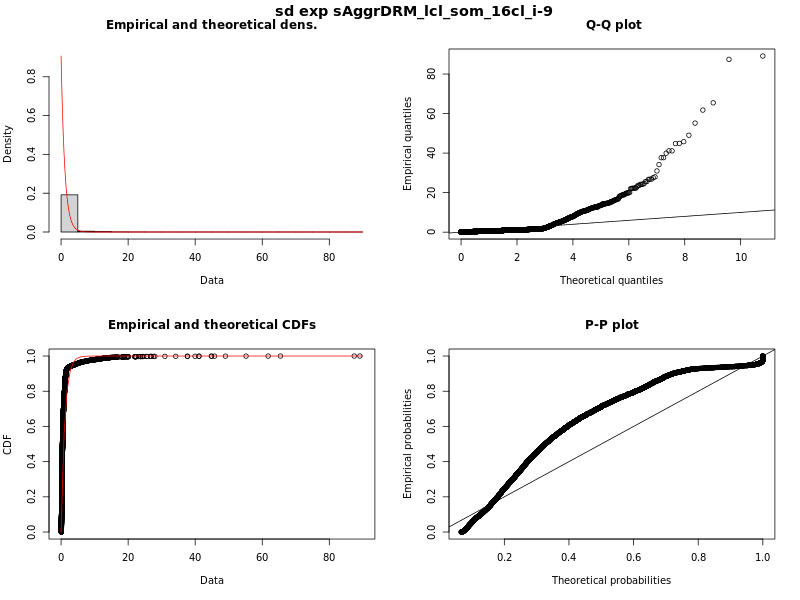 sd exp sAggrDRM_lcl_som_16cl_i-9
Empirical and theoretical dens.
Density
0.0 0.2 0.4 0.6 0.8
0 20 40 60 80
Data
Q-Q plot
Empirical quantiles
0 20 40 60 80
0 2 4 6 8 10
Theoretical quantiles
Empirical and theoretical CDFs
CDF
0.0 0.2 0.4 0.6 0.8 1.0
0 20 40 60 80
Data
P-P plot
Empirical probabilities
0.0 0.2 0.4 0.6 0.8 1.0
0.2 0.4 0.6 0.8 1.0
Theoretical probabilities